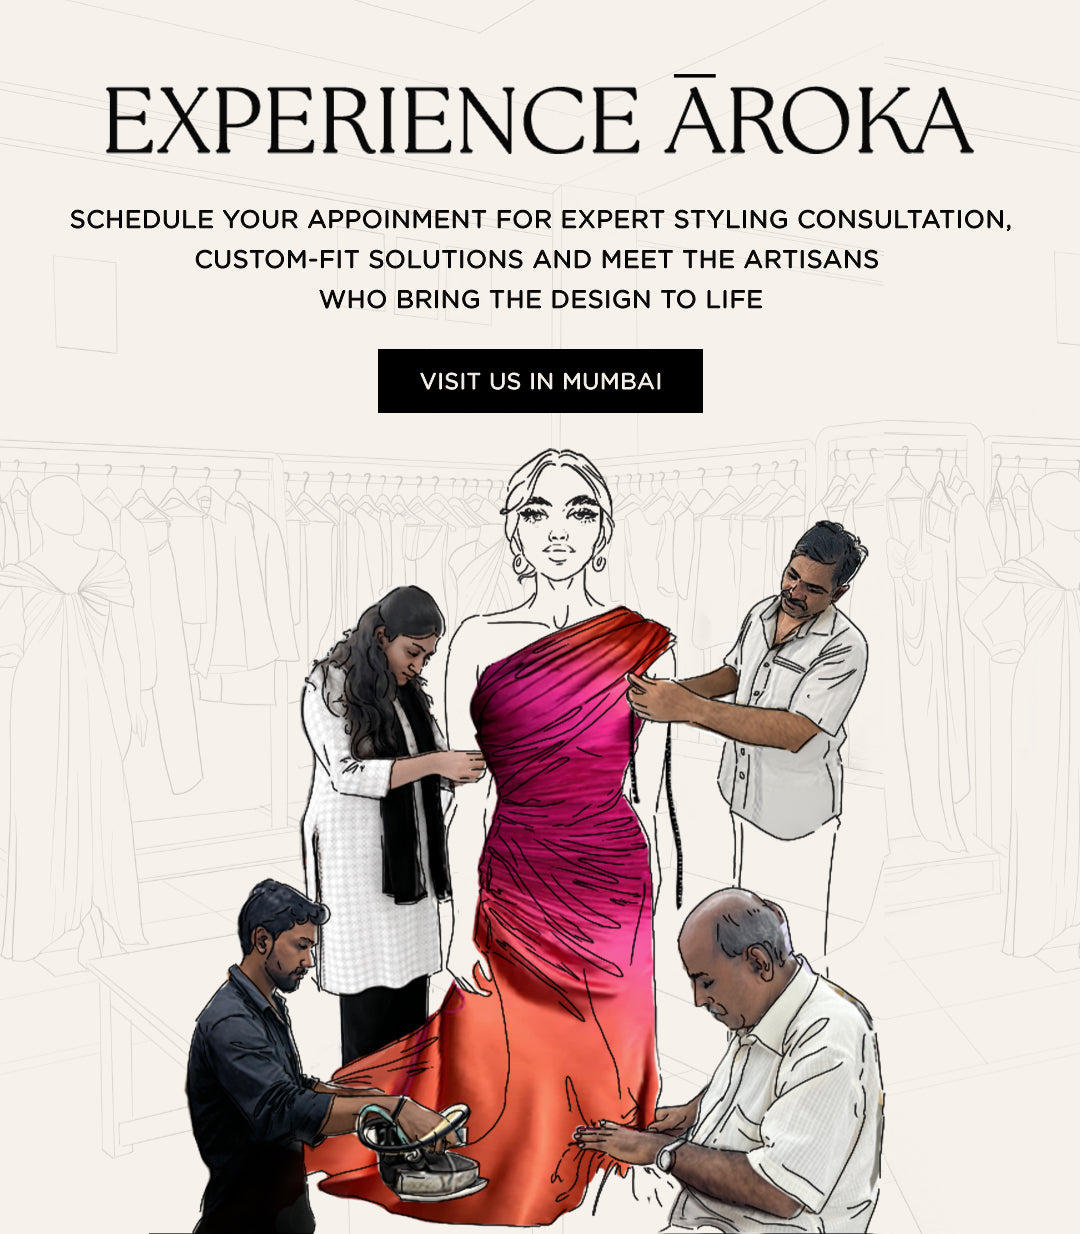 EXPERIENCE ĀROKA
SCHEDULE YOUR APPOINMENT FOR EXPERT STYLING CONSULTATION,
CUSTOM-FIT SOLUTIONS AND MEET THE ARTISANS
WHO BRING THE DESIGN TO LIFE
VISIT US IN MUMBAI